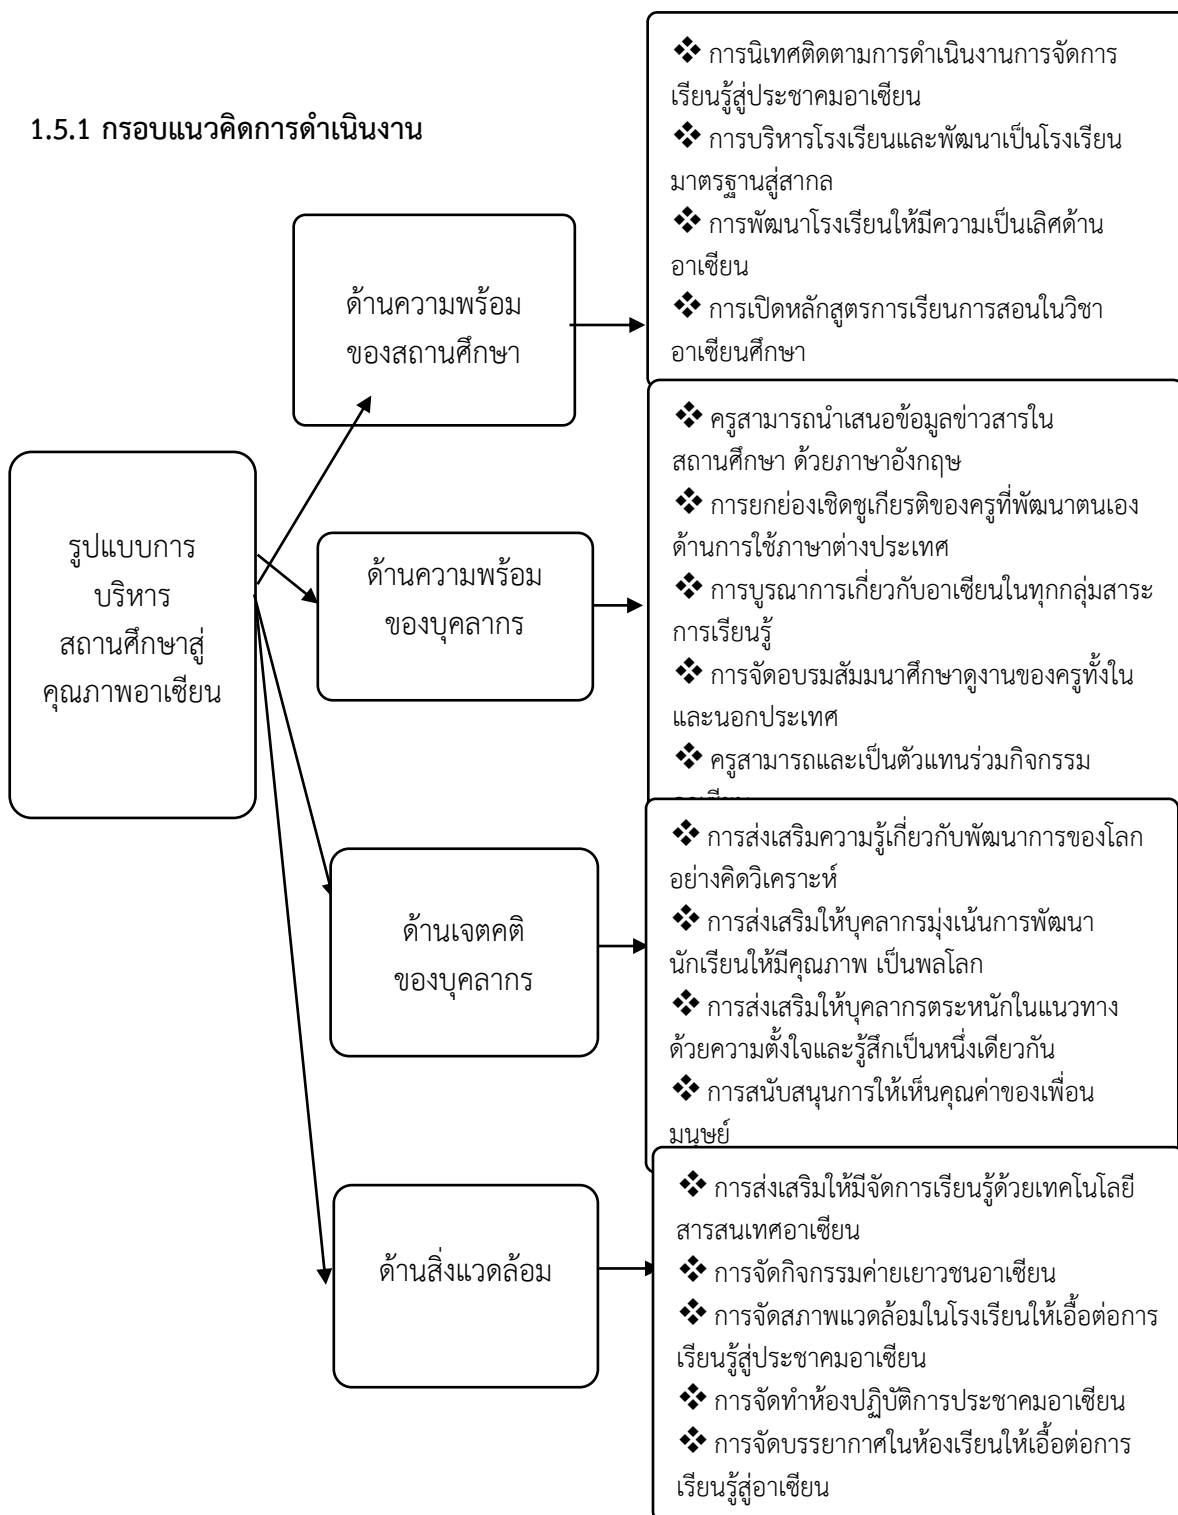 1.5.1 กรอบแนวคิดการดำเนินงาน
รูปแบบการ
บริหาร
สถานศึกษาสู่
คุณภาพอาเซียน
ด้านความพร้อม
ของสถานศึกษา
❖ การนิเทศติดตามการดำเนินงานการจัดการ
เรียนรู้สู่ประชาคมอาเซียน
❖ การบริหารโรงเรียนและพัฒนาเป็นโรงเรียน
มาตรฐานสู่สากล
❖ การพัฒนาโรงเรียนให้มีความเป็นเลิศด้าน
อาเซียน
❖ การเปิดหลักสูตรการเรียนการสอนในวิชา
อาเซียนศึกษา
ด้านความพร้อม
ของบุคลากร
❖ ครูสามารถนำเสนอข้อมูลข่าวสารใน
สถานศึกษา ด้วยภาษาอังกฤษ
❖ การยกย่องเชิดชูเกียรติของครูที่พัฒนาตนเอง
ด้านการใช้ภาษาต่างประเทศ
❖ การบูรณาการเกี่ยวกับอาเซียนในทุกกลุ่มสาระ
การเรียนรู้
❖ การจัดอบรมสัมมนาศึกษาดูงานของครูทั้งใน
และนอกประเทศ
❖ ครูสามารถและเป็นตัวแทนร่วมกิจกรรม
ด้านเจตคติ
ของบุคลากร
❖ การส่งเสริมความรู้เกี่ยวกับพัฒนาการของโลก
อย่างคิดวิเคราะห์
❖ การส่งเสริมให้บุคลากรมุ่งเน้นการพัฒนา
นักเรียนให้มีคุณภาพ เป็นพลโลก
❖ การส่งเสริมให้บุคลากรตระหนักในแนวทาง
ด้วยความตั้งใจและรู้สึกเป็นหนึ่งเดียวกัน
❖ การสนับสนุนการให้เห็นคุณค่าของเพื่อน
มนุษย์
ด้านสิ่งแวดล้อม
❖ การส่งเสริมให้มีจัดการเรียนรู้ด้วยเทคโนโลยี
สารสนเทศอาเซียน
❖ การจัดกิจกรรมค่ายเยาวชนอาเซียน
❖ การจัดสภาพแวดล้อมในโรงเรียนให้เอื้อต่อการ
เรียนรู้สู่ประชาคมอาเซียน
❖ การจัดทำห้องปฏิบัติการประชาคมอาเซียน
❖ การจัดบรรยากาศในห้องเรียนให้เอื้อต่อการ
เรียนรู้สู่อาเซียน